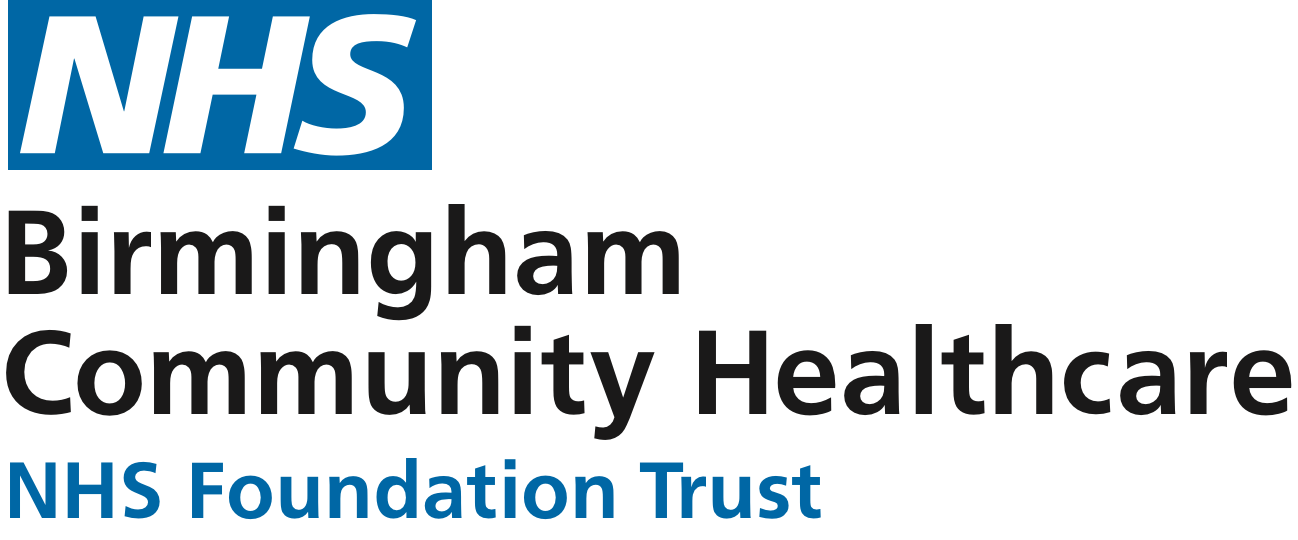 NHS
Birmingham
Community Healthcare
NHS Foundation Trust